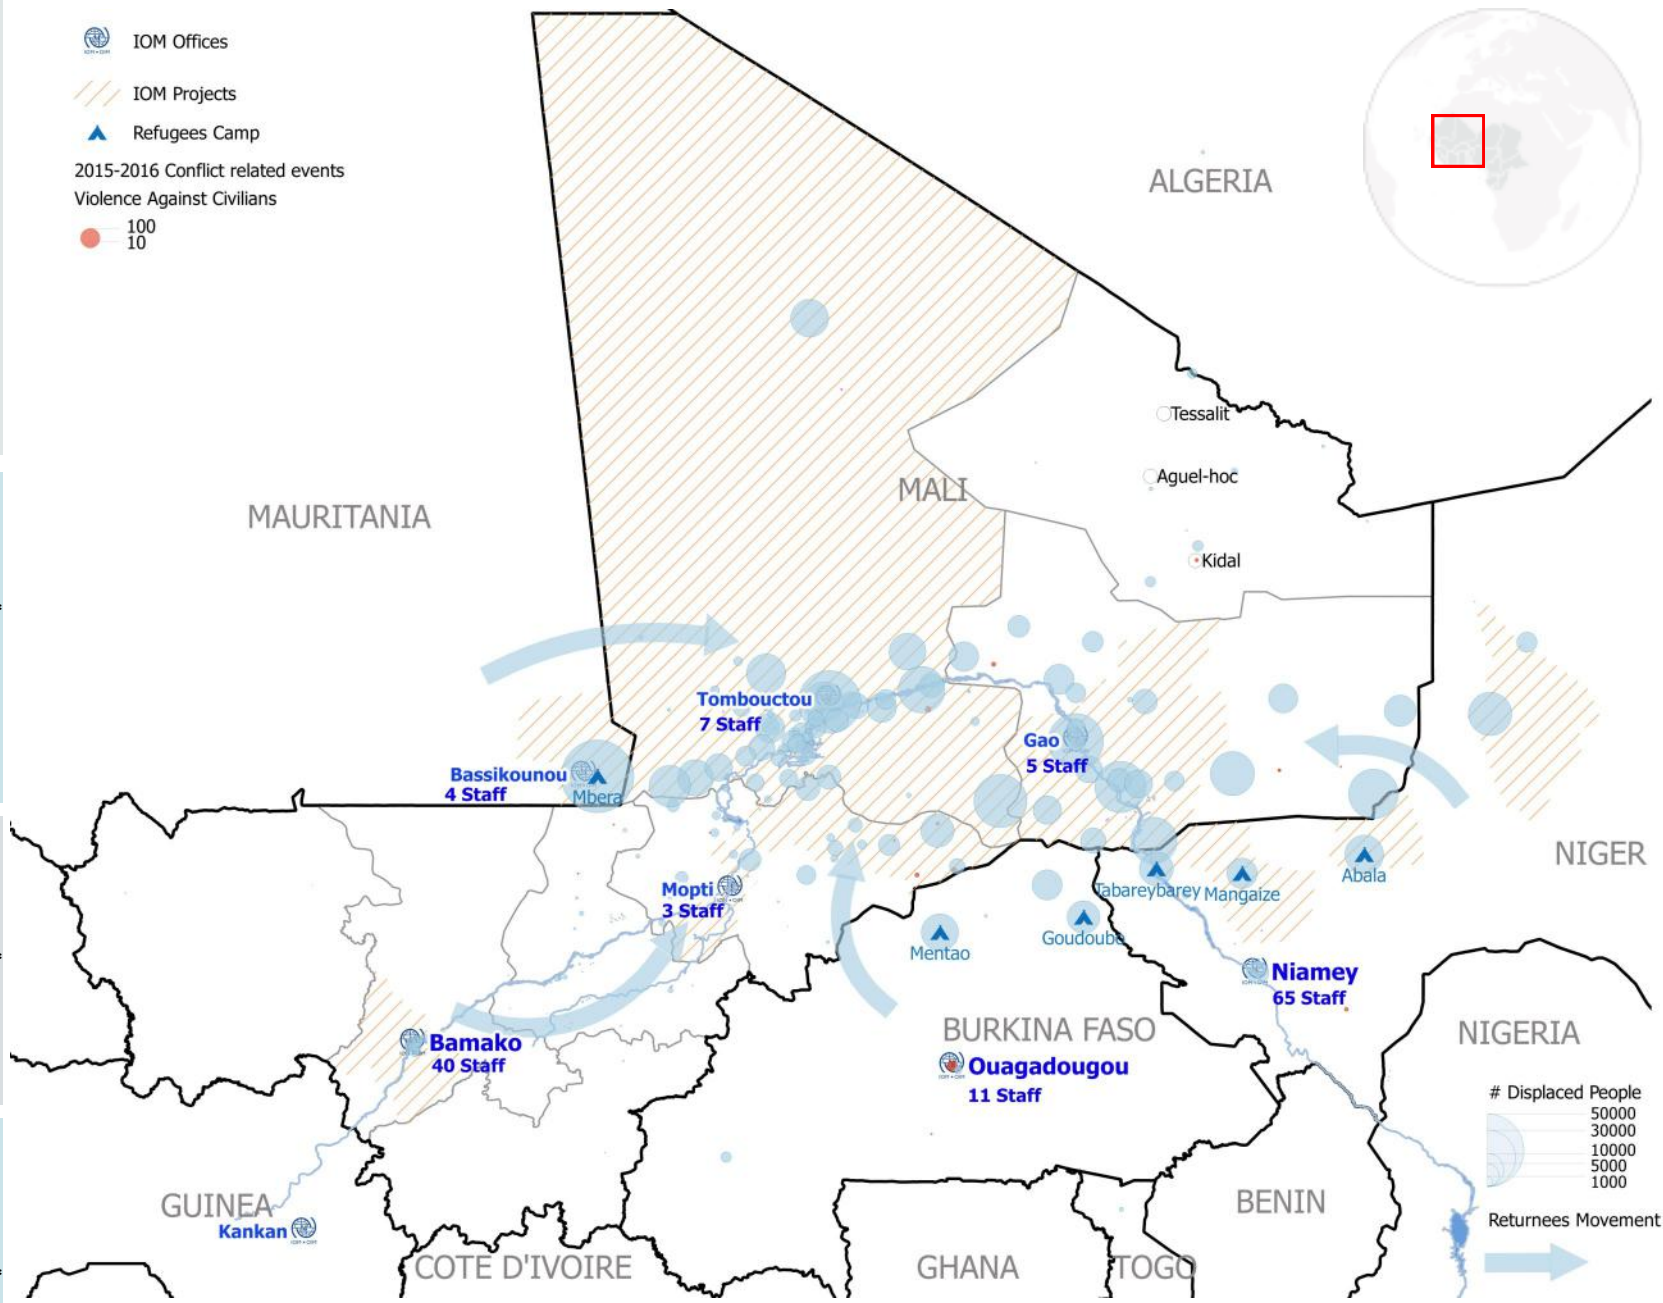 IOM Offices
IOM Projects
Refugees Camp
2015-2016 Conflict related events
Violence Against Civilians
100
10
ALGERIA
Tessalit
Aguel-hoc
MALI
MAURITANIA
Kidal
Tombouctou
7 Staff
Gao
5 Staff
Bassikounou
4 Staff
Mbera
NIGER
Abala
Tabareybarey
Mangaize
Mopti
3 Staff
Goudoubo
Mentao
Niamey
65 Staff
BURKINA FASO
NIGERIA
Bamako
40 Staff
Ouagadougou
11 Staff
# Displaced People
50000
30000
10000
5000
1000
GUINEA
Kankan
BENIN
Returnees Movement
COTE D'IVOIRE
GHANA
TOGO